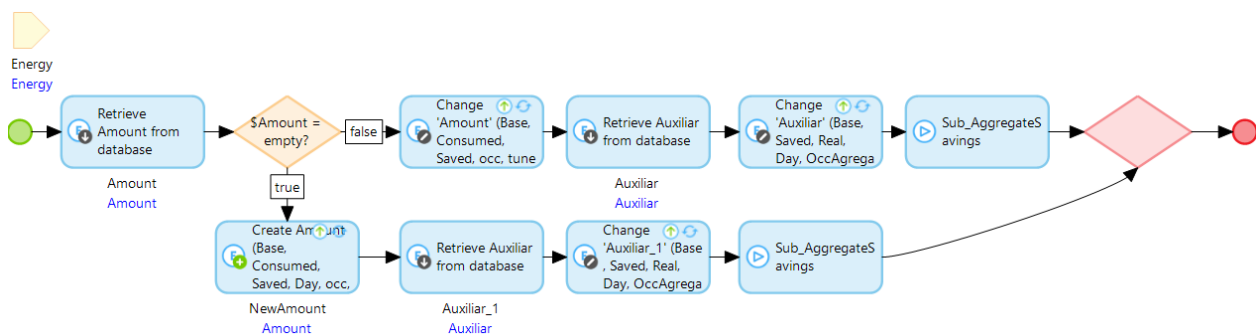 Energy
Energy
Retrieve
Amount from
database
Amount
Amount
$Amount =
empty?
false
true
Change
'Amount' (Base,
Consumed,
Saved, occ, tune
Retrieve Auxiliar
from database
Auxiliar
Auxiliar
Change
'Auxiliar' (Base,
Saved, Real,
Day, OccAgrega
Sub_AggregateS
avings
Create Amount
(Base,
Consumed,
Saved, Day, occ,
NewAmount
Amount
Retrieve Auxiliar
from database
Auxiliar_1
Auxiliar
Change
'Auxiliar_1' (Base
, Saved, Real,
Day, OccAgrega
Sub_AggregateS
avings